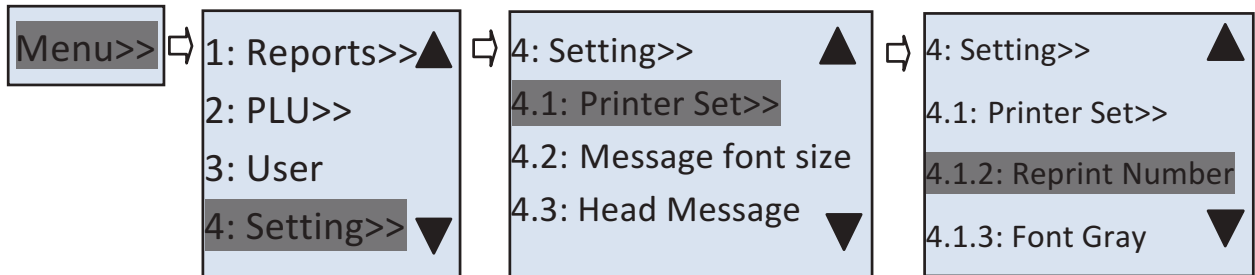 Menu>>
1: Reports>>
2: PLU>>
3: User
4: Setting>>
4: Setting>>
4.1: Printer Set>>
4.2: Message font size
4.3: Head Message
4: Setting>>
4.1: Printer Set>>
4.1.2: Reprint Number
4.1.3: Font Gray